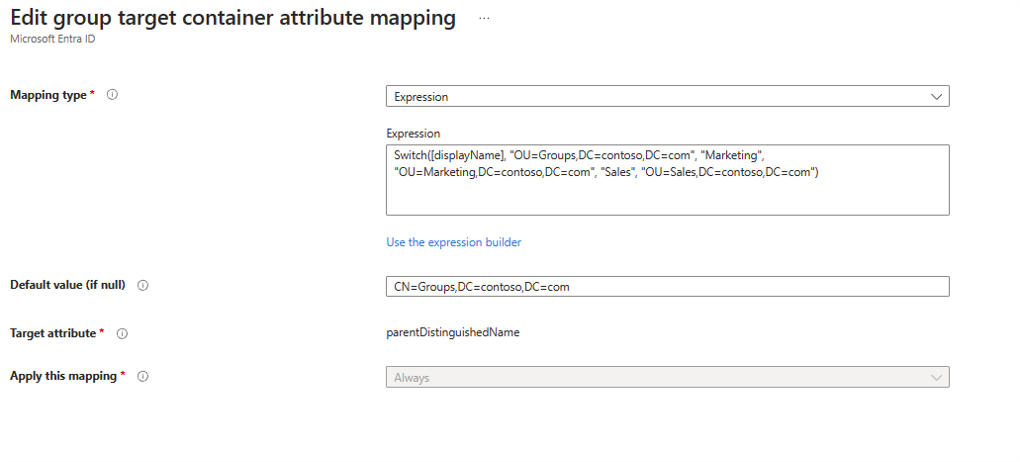 Edit group target container attribute mapping ...
Microsoft Entra ID
Mapping type *
Expression
Expression
Switch([displayName], "OU=Groups,DC=contoso,DC=com", "Marketing",
"OU=Marketing,DC=contoso,DC=com", "Sales", "OU=Sales,DC=contoso,DC=com")
Use the expression builder
Default value (if null)
CN=Groups,DC=contoso,DC=com
Target attribute *
parentDistinguishedName
Apply this mapping *
Always